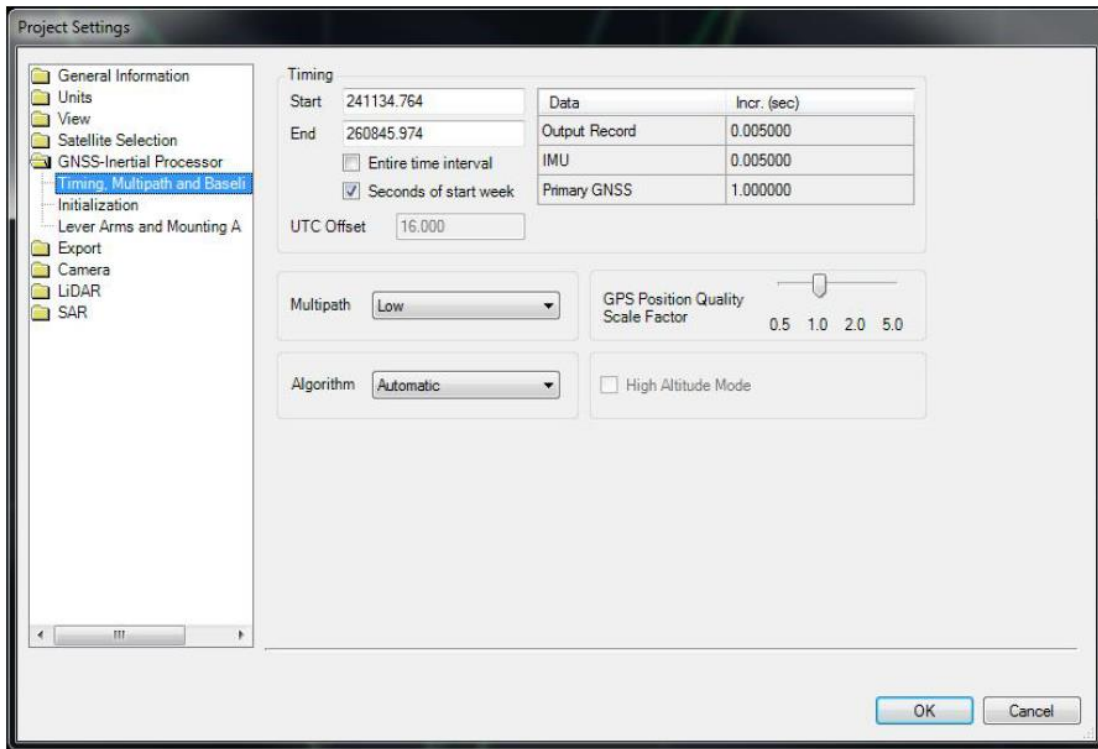 Project Settings
General Information
Units
View
Satellite Selection
GNSS-Inertial Processor
Timing, Multipath and Baseli
Initialization
Lever Arms and Mounting A
Export
Camera
LiDAR
SAR
Timing
Start 241134.764
End 260845.974
Entire time interval
Seconds of start week
UTC Offset 16.000
Data Incr. (sec)
Output Record 0.005000
IMU 0.005000
Primary GNSS 1.000000
Multipath Low
GPS Position Quality
Scale Factor
0.5 1.0 2.0 5.0
Algorithm Automatic
High Altitude Mode
OK Cancel